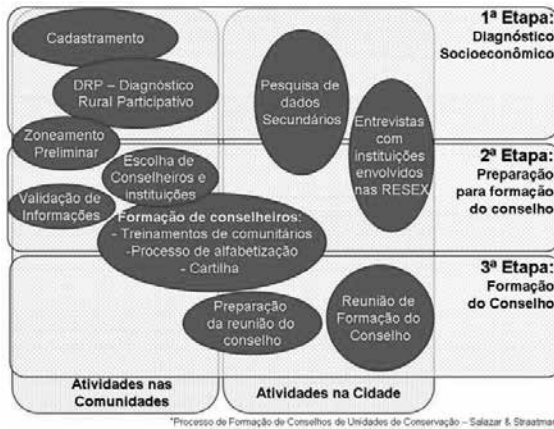 Cadastramento
DRP – Diagnóstico
Rural Participativo
Zoneamento
Preliminar
Escolha de
Conselheiros e
instituições
Validação de
Informações
Formação de conselheiros:
- Treinamentos de comunitários
-Processo de alfabetização
- Cartilha
Pesquisa de
dados
Secundários
Entrevistas
com
instituições
envolvidos
nas RESEX
Preparação
da reunião do
conselho
Reunião de
Formação do
Conselho
1ª Etapa:
Diagnóstico
Socioeconômico
2ª Etapa:
Preparação
para formação
do conselho
3ª Etapa:
Formação
do Conselho
Atividades nas
Comunidades
Atividades na Cidade
*Processo de Formação de Conselhos de Unidades de Conservação – Salazar & Straatmar